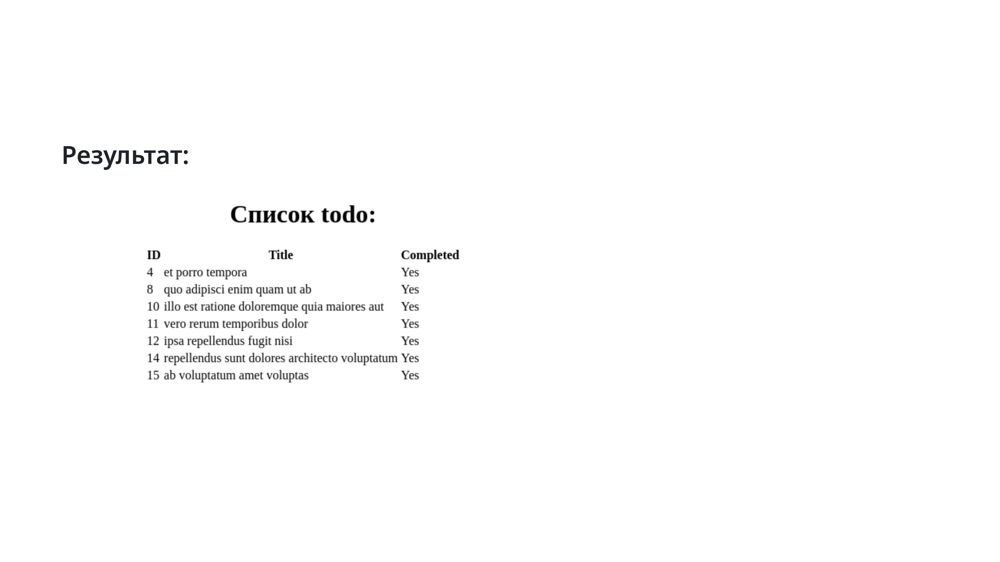 Результат:
Список todo:
ID Title Completed
4 et porro tempora Yes
8 quo adipisci enim quam ut ab Yes
10 illo est ratione doloremque quia maiores aut Yes
11 vero rerum temporibus dolor Yes
12 ipsa repellendus fugit nisi Yes
14 repellendus sunt dolores architecto voluptatum Yes
15 ab voluptatum amet voluptas Yes